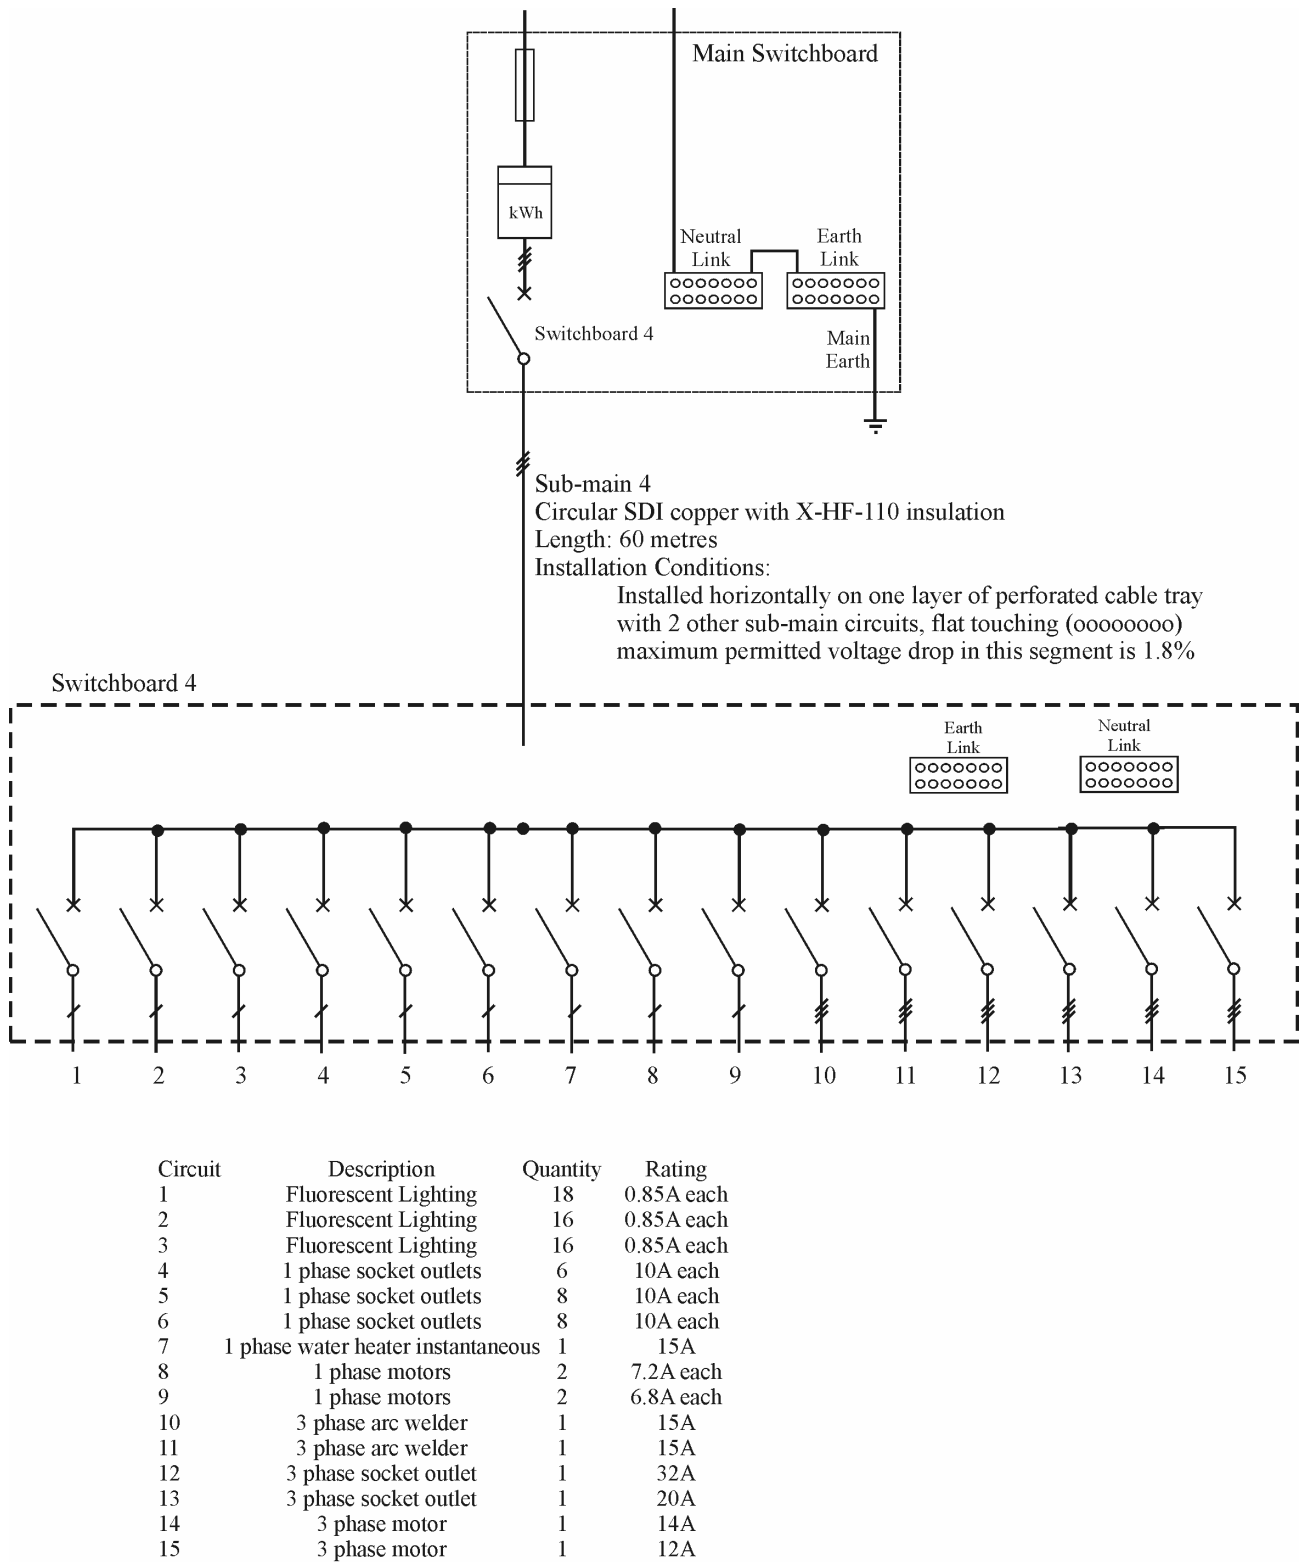 Main Switchboard
kWh
Neutral
Link
Earth
Link
Switchboard 4
Main
Earth
Sub-main 4
Circular SDI copper with X-HF-110 insulation
Length: 60 metres
Installation Conditions:
Installed horizontally on one layer of perforated cable tray
with 2 other sub-main circuits, flat touching (oooooooo)
maximum permitted voltage drop in this segment is 1.8%
Switchboard 4
Earth
Link
Neutral
Link
1 2 3 4 5 6 7 8 9 10 11 12 13 14 15
Circuit Description Quantity Rating
1 Fluorescent Lighting 18 0.85A each
2 Fluorescent Lighting 16 0.85A each
3 Fluorescent Lighting 16 0.85A each
4 1 phase socket outlets 6 10A each
5 1 phase socket outlets 8 10A each
6 1 phase socket outlets 8 10A each
7 1 phase water heater instantaneous 1 15A
8 1 phase motors 2 7.2A each
9 1 phase motors 2 6.8A each
10 3 phase arc welder 1 15A
11 3 phase arc welder 1 15A
12 3 phase socket outlet 1 32A
13 3 phase socket outlet 1 20A
14 3 phase motor 1 14A
15 3 phase motor 1 12A